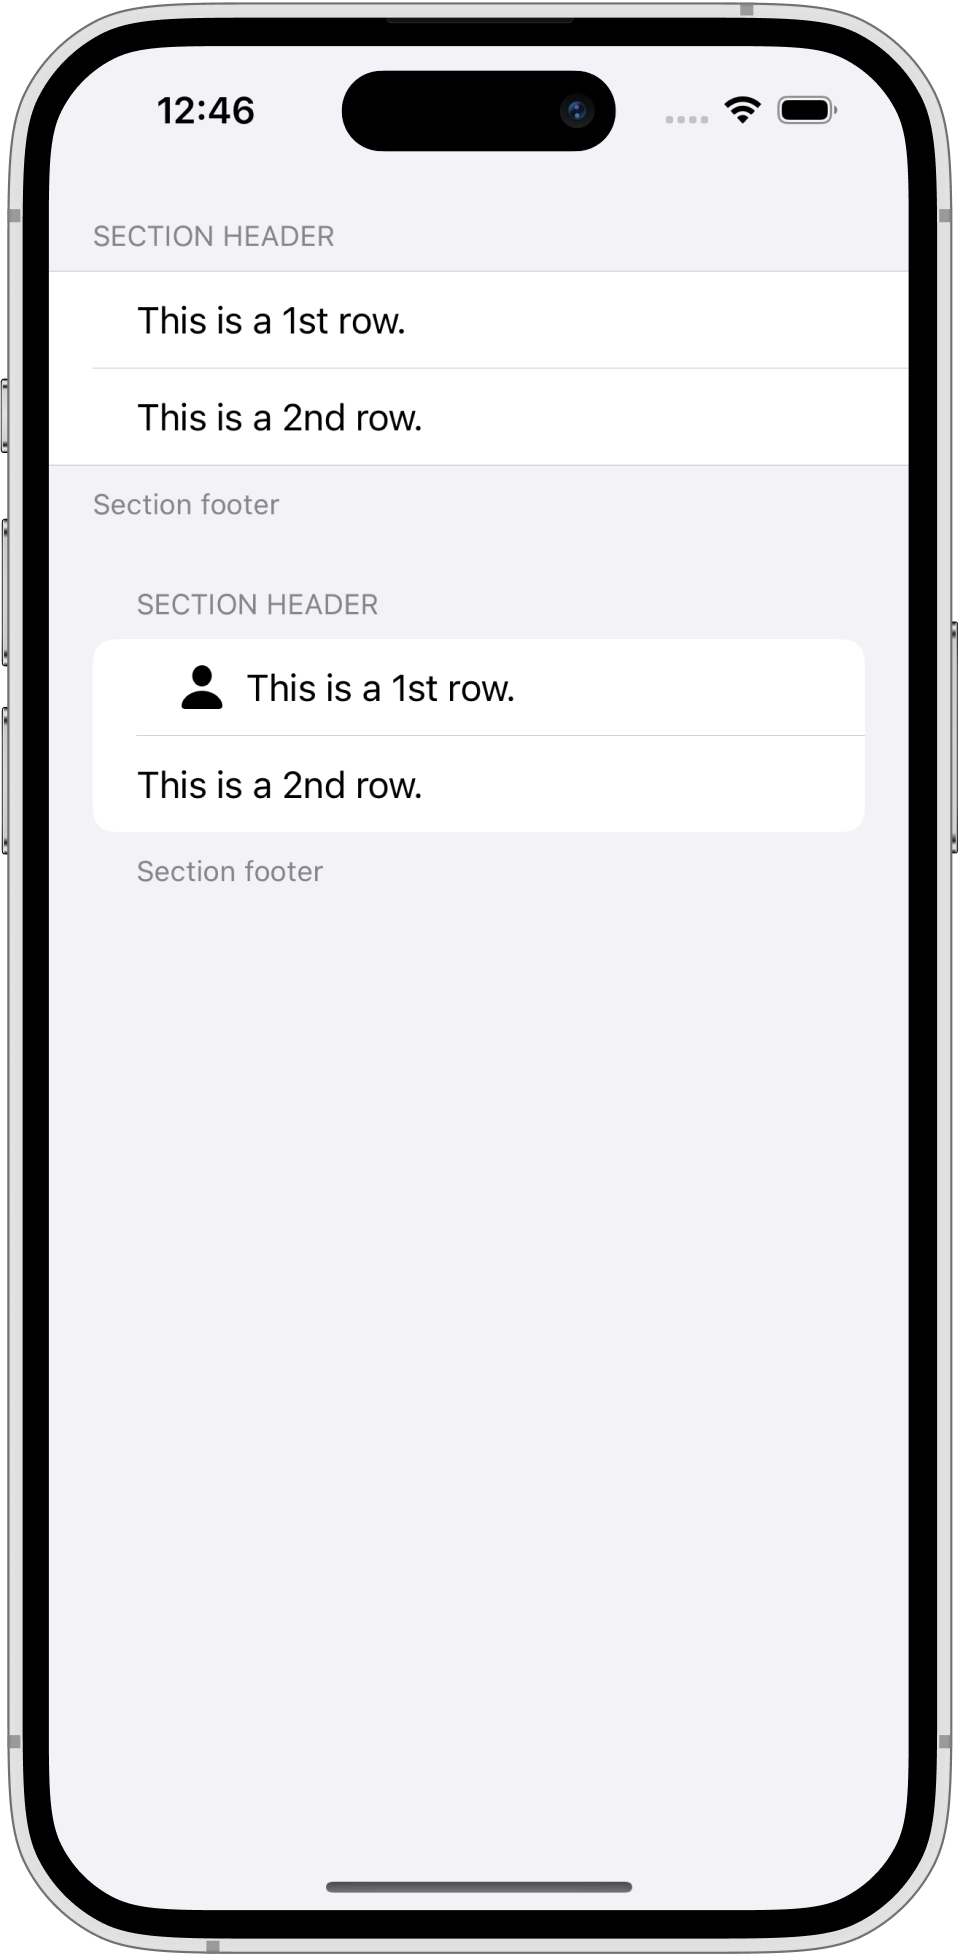 12:46
SECTION HEADER
This is a 1st row.
This is a 2nd row.
Section footer
SECTION HEADER
This is a 1st row.
This is a 2nd row.
Section footer